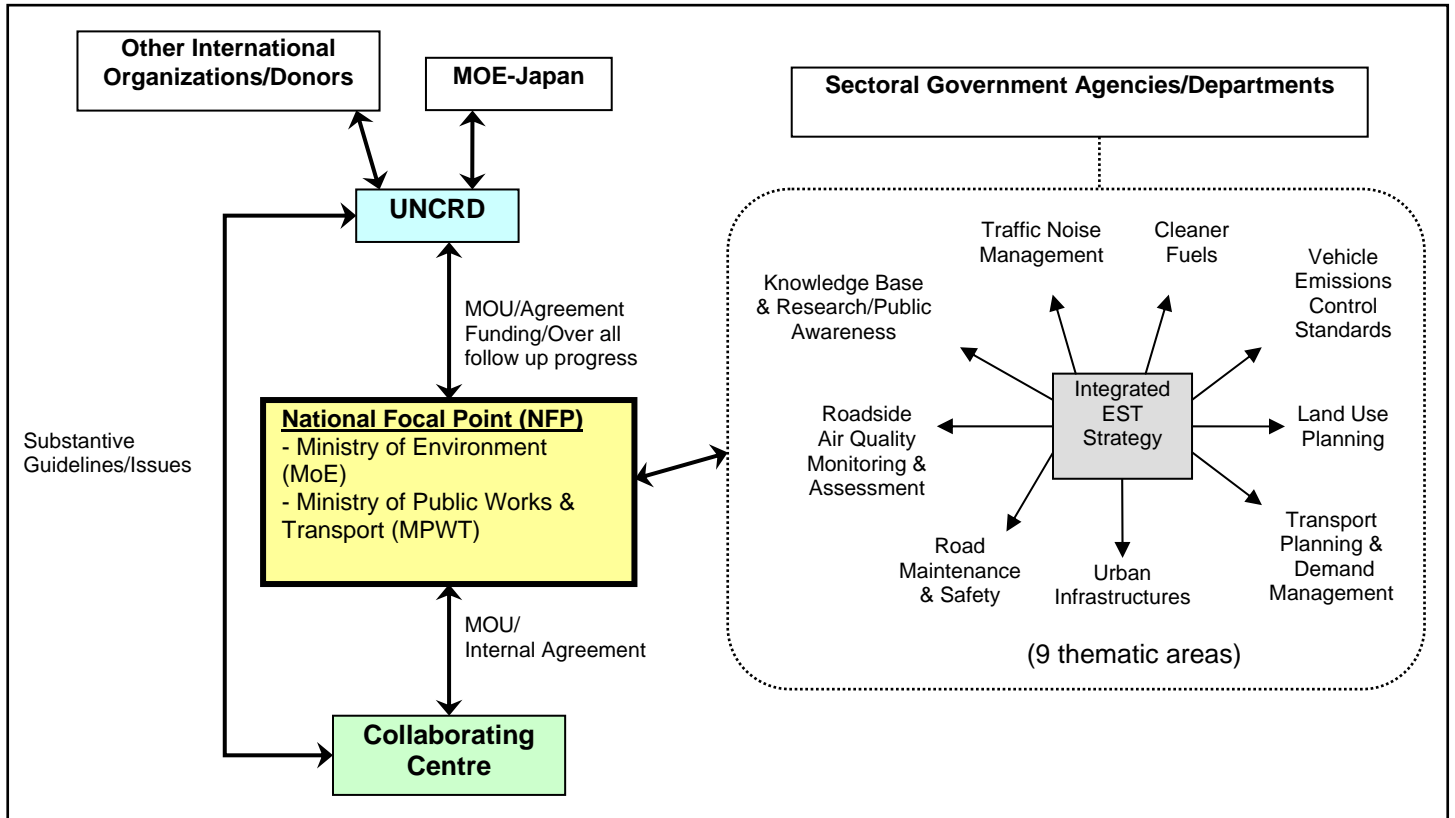 Other International
Organizations/Donors
MOE-Japan
Sectoral Government Agencies/Departments
UNCRD
MOU/Agreement
Funding/Over all
follow up progress
Substantive
Guidelines/Issues
National Focal Point (NFP)
- Ministry of Environment
(MoE)
- Ministry of Public Works &
Transport (MPWT)
MOU/
Internal Agreement
Collaborating
Centre
Traffic Noise
Management
Cleaner
Fuels
Vehicle
Emissions
Control
Standards
Knowledge Base
& Research/Public
Awareness
Integrated
EST
Strategy
Roadside
Air Quality
Monitoring &
Assessment
Land Use
Planning
Road
Maintenance
& Safety
Urban
Infrastructures
Transport
Planning &
Demand
Management
(9 thematic areas)